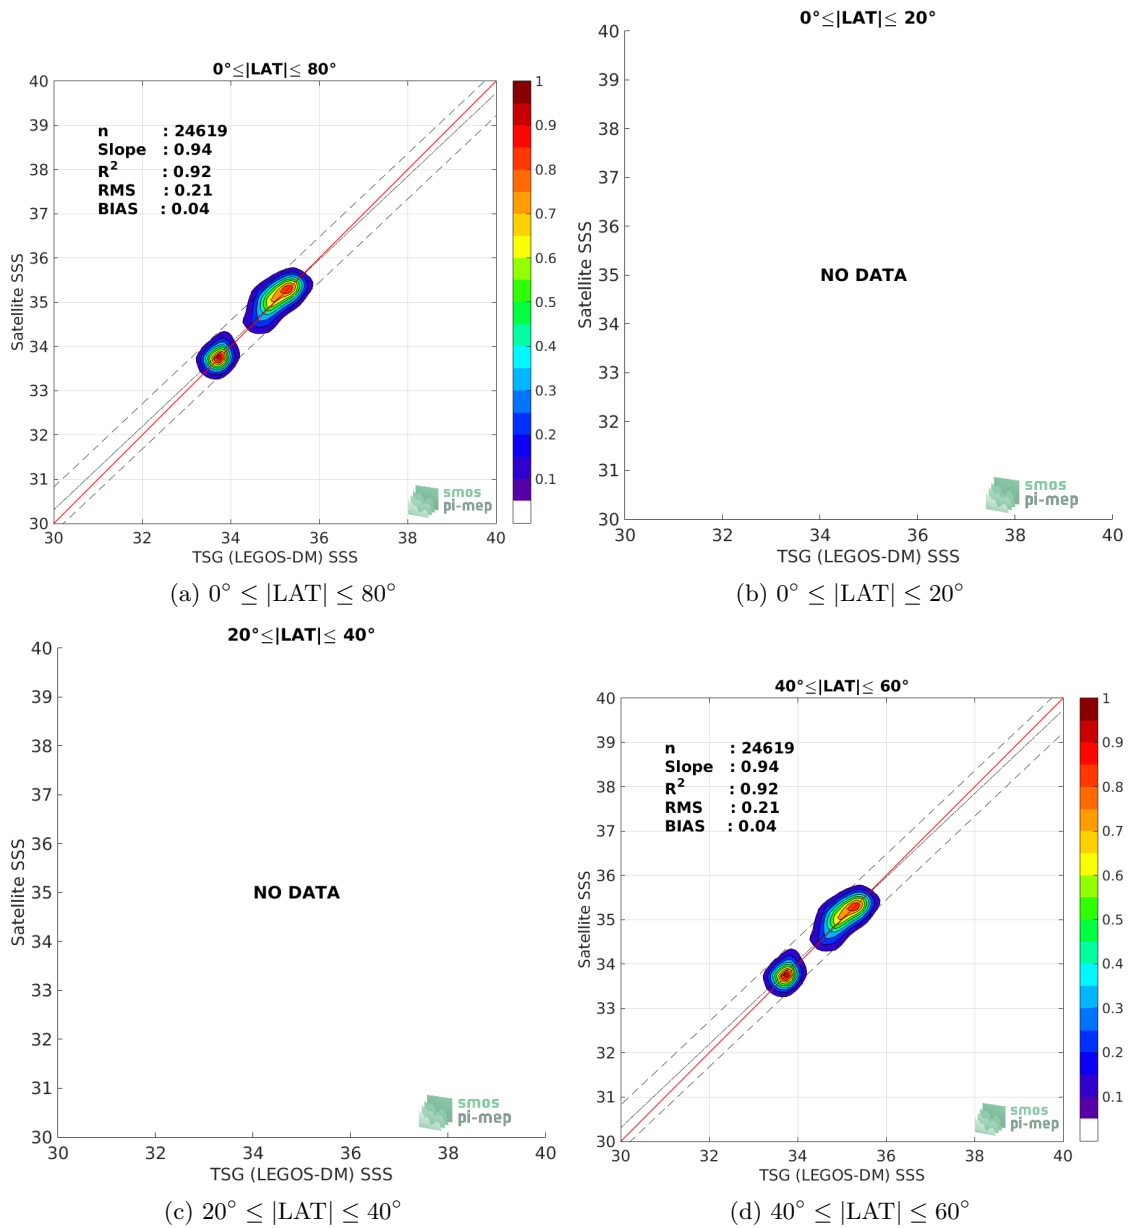 0°≤|LAT|≤ 80°
40
39
38
37
36
35
34
33
32
31
30
Satellite SSS
n : 24619
Slope : 0.94
R2 : 0.92
RMS : 0.21
BIAS : 0.04
smos
pi-mep
30 32 34 36 38 40
TSG (LEGOS-DM) SSS
1
0.9
0.8
0.7
0.6
0.5
0.4
0.3
0.2
0.1
(a) 0° ≤ |LAT| ≤ 80°
0°≤|LAT|≤ 20°
40
39
38
37
36
35
34
33
32
31
30
Satellite SSS
NO DATA
smos
pi-mep
30 32 34 36 38 40
TSG (LEGOS-DM) SSS
(b) 0° ≤ |LAT| ≤ 20°
20°≤|LAT|≤ 40°
40
39
38
37
36
35
34
33
32
31
30
Satellite SSS
NO DATA
smos
pi-mep
30 32 34 36 38 40
TSG (LEGOS-DM) SSS
(c) 20° ≤ |LAT| ≤ 40°
40°≤|LAT|≤ 60°
40
39
38
37
36
35
34
33
32
31
30
Satellite SSS
n : 24619
Slope : 0.94
R2 : 0.92
RMS : 0.21
BIAS : 0.04
smos
pi-mep
30 32 34 36 38 40
TSG (LEGOS-DM) SSS
1
0.9
0.8
0.7
0.6
0.5
0.4
0.3
0.2
0.1
(d) 40° ≤ |LAT| ≤ 60°